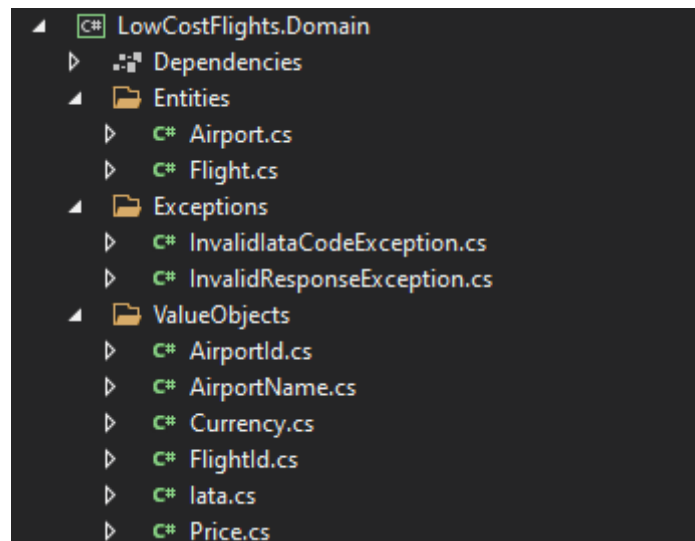 C# LowCostFlights.Domain
Dependencies
Entities
C# Airport.cs
C# Flight.cs
Exceptions
C# InvalidIataCodeException.cs
C# InvalidResponseException.cs
ValueObjects
C# AirportId.cs
C# AirportName.cs
C# Currency.cs
C# FlightId.cs
C# Iata.cs
C# Price.cs